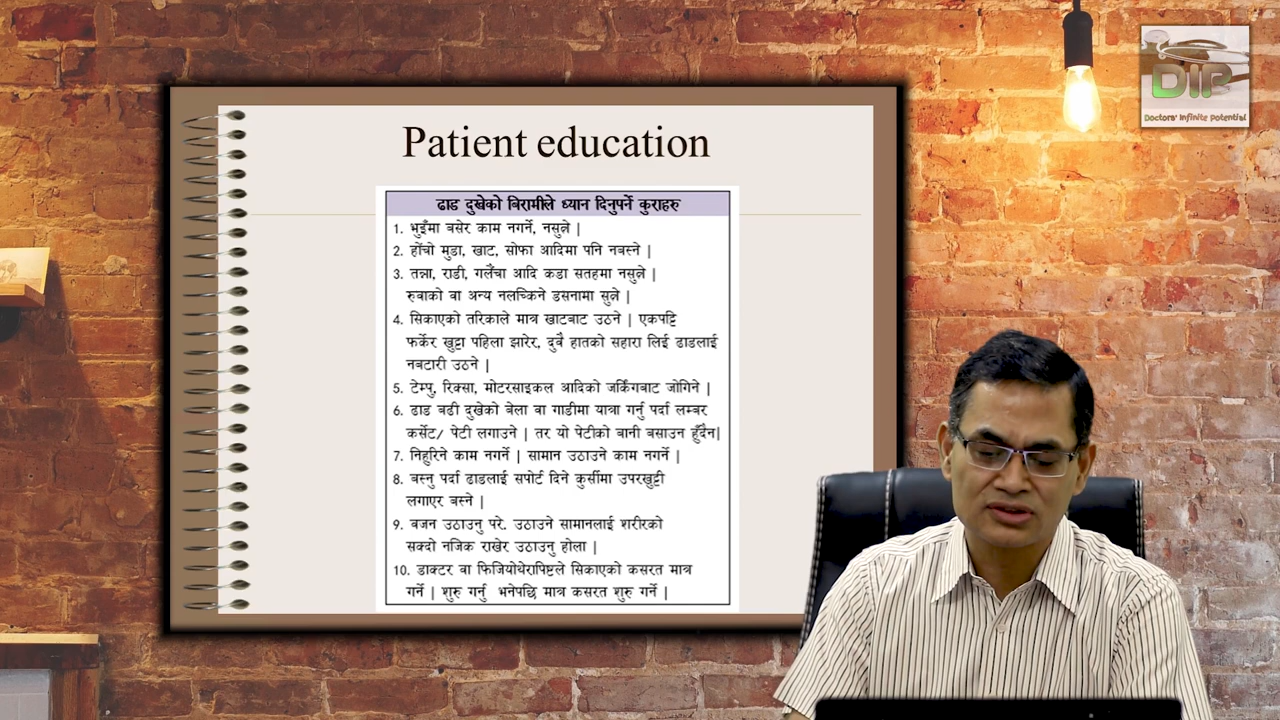 Patient education
ढाड दुखेको बिरामीले ध्यान दिनुपर्ने कुराहरु
1. भुइँमा बसेर काम नगर्ने, नसुत्ने |
2. होंचो मुडा, खाट, सोफा आदिमा पनि नबस्ने |
3. तन्ना, राडी, गलैंचा आदि कडा सतहमा नसुत्ने |
रुवाको वा अन्य नलच्किने डसनामा सुत्ने |
4. सिकाएको तरिकाले मात्र खाटबाट उठने | एकपट्टि
फर्केर खुट्टा पहिला झारेर, दुबै हातको सहारा लिई ढाडलाई
नबटारी उठने |
5. टेम्पु, रिक्सा, मोटरसाइकल आदिको जर्किंगबाट जोगिने |
6. ढाड बढी दुखेको बेला वा गाडीमा यात्रा गर्नु पर्दा लम्बर
कर्सेट/ पेटी लगाउने | तर यो पेटीको बानी बसाउन हुँदैन|
7. निहुरिने काम नगर्ने | सामान उठाउने काम नगर्ने |
8. बस्नु पर्दा ढाडलाई सपोर्ट दिने कुर्सीमा उपरखुट्टी
लगाएर बस्ने |
9. बजन उठाउनु परे. उठाउने सामानलाई शरीरको
सक्दो नजिक राखेर उठाउनु होला |
10. डाक्टर वा फिजियोथेरापिष्टले सिकाएको कसरत मात्र
गर्ने | शुरु गर्नु भनेपछि मात्र कसरत शुरु गर्ने |
DIP
Doctors' Infinite Potential